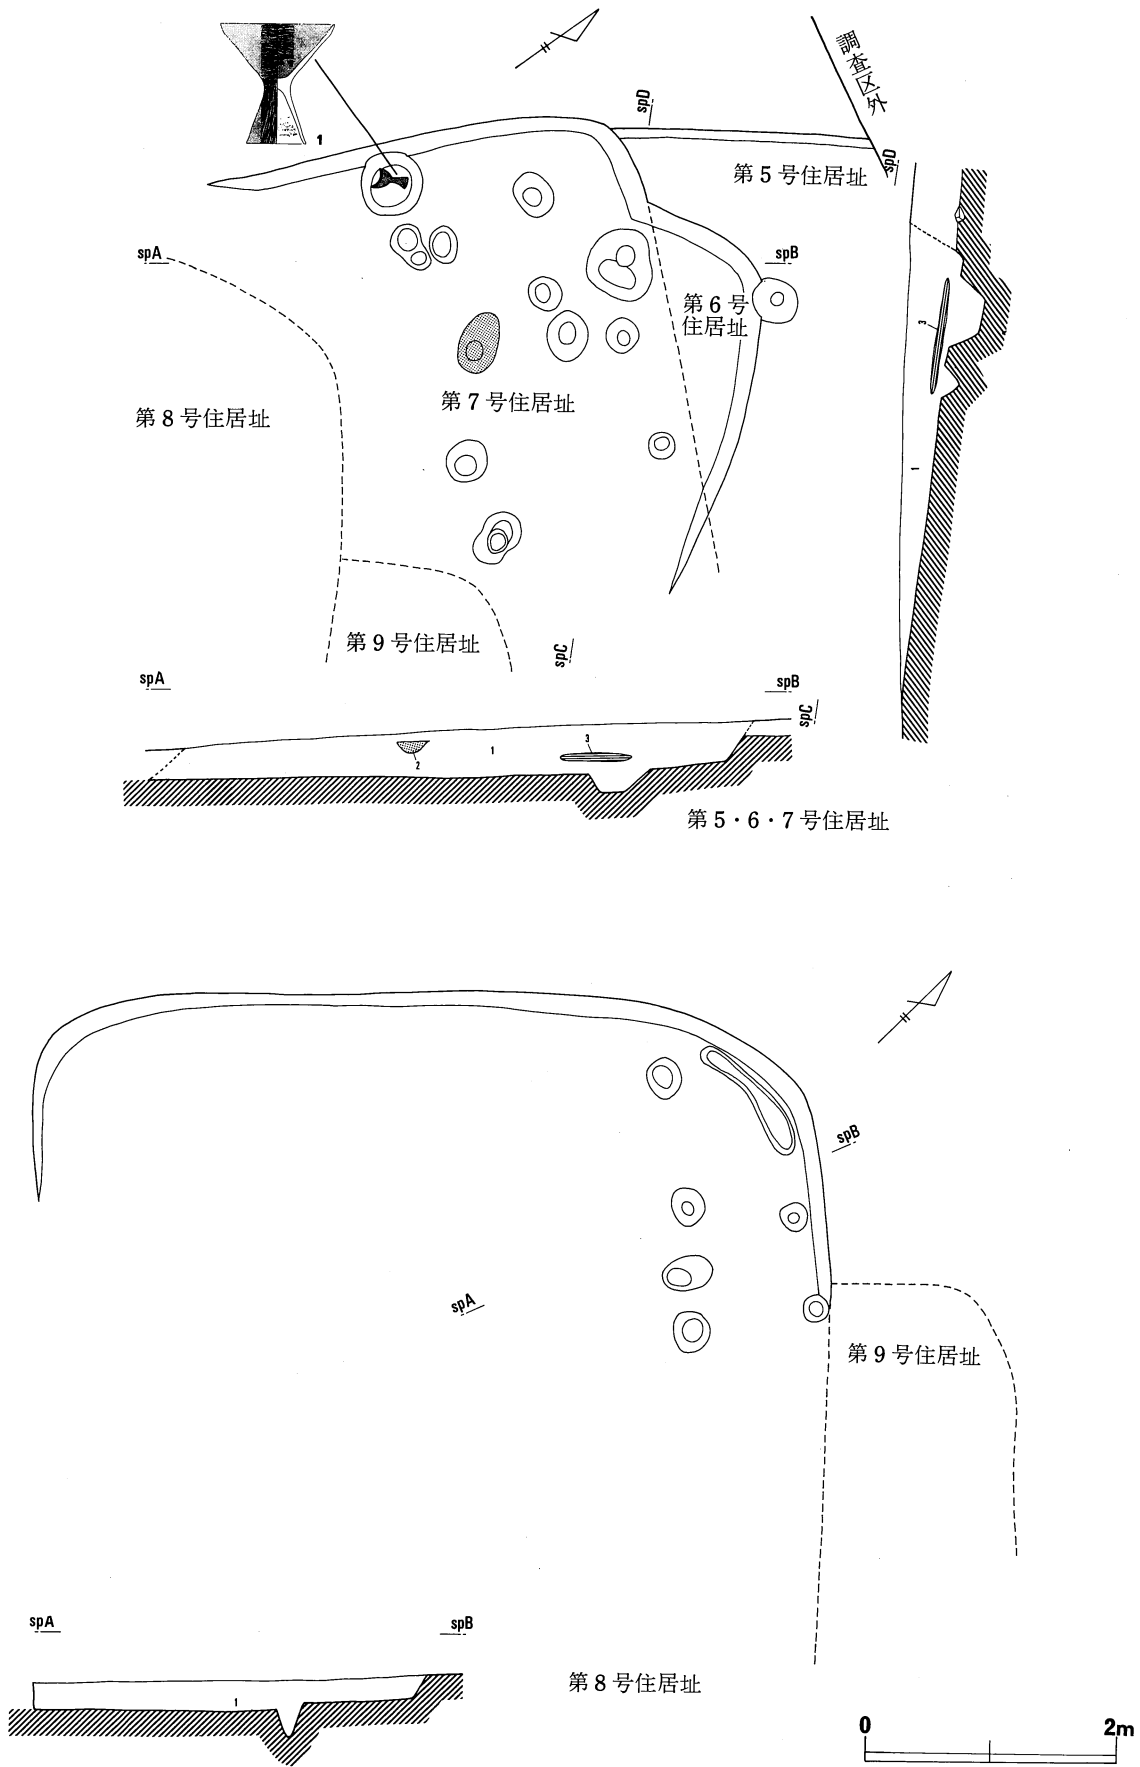 1
調査区外
spD
spD
第5号住居址
spA
spB
第6号
住居址
3
第7号住居址
第8号住居址
1
第9号住居址
spC
spA
spB
spC
3
1
2
第5・6・7号住居址
spB
spA
第9号住居址
spA
spB
1
第8号住居址
0
2m